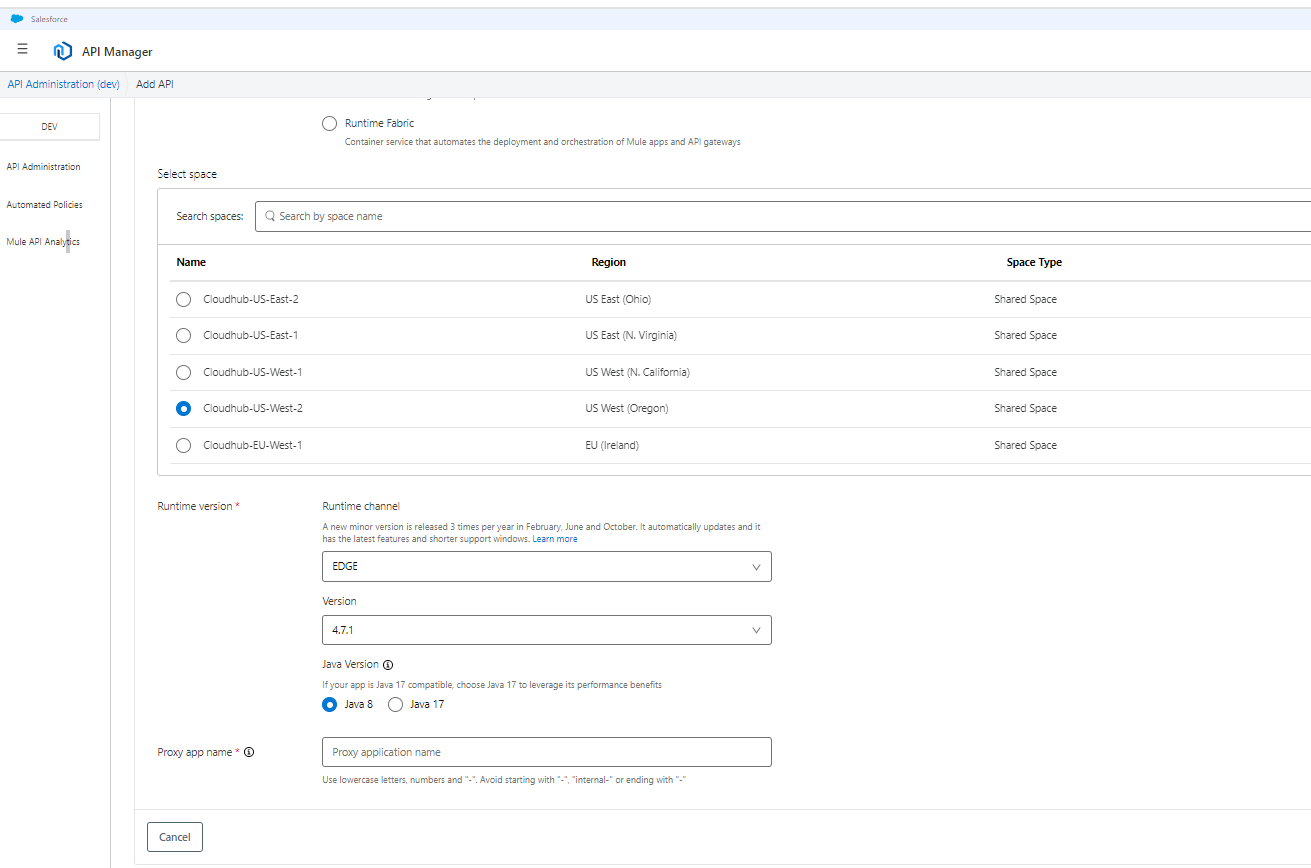 Salesforce
API Manager
API Administration (dev) Add API
DEV
API Administration
Automated Policies
Mule API Analytics
Runtime Fabric
Container service that automates the deployment and orchestration of Mule apps and API gateways
Select space
Search spaces: Search by space name
Name Region Space Type
Cloudhub-US-East-2 US East (Ohio) Shared Space
Cloudhub-US-East-1 US East (N. Virginia) Shared Space
Cloudhub-US-West-1 US West (N. California) Shared Space
Cloudhub-US-West-2 US West (Oregon) Shared Space
Cloudhub-EU-West-1 EU (Ireland) Shared Space
Runtime version * Runtime channel
A new minor version is released 3 times per year in February, June and October. It automatically updates and it
has the latest features and shorter support windows. Learn more
EDGE
Version
4.7.1
Java Version
If your app is Java 17 compatible, choose Java 17 to leverage its performance benefits
Java 8 Java 17
Proxy app name * Proxy application name
Use lowercase letters, numbers and "-". Avoid starting with "-", "internal-" or ending with "-"
Cancel